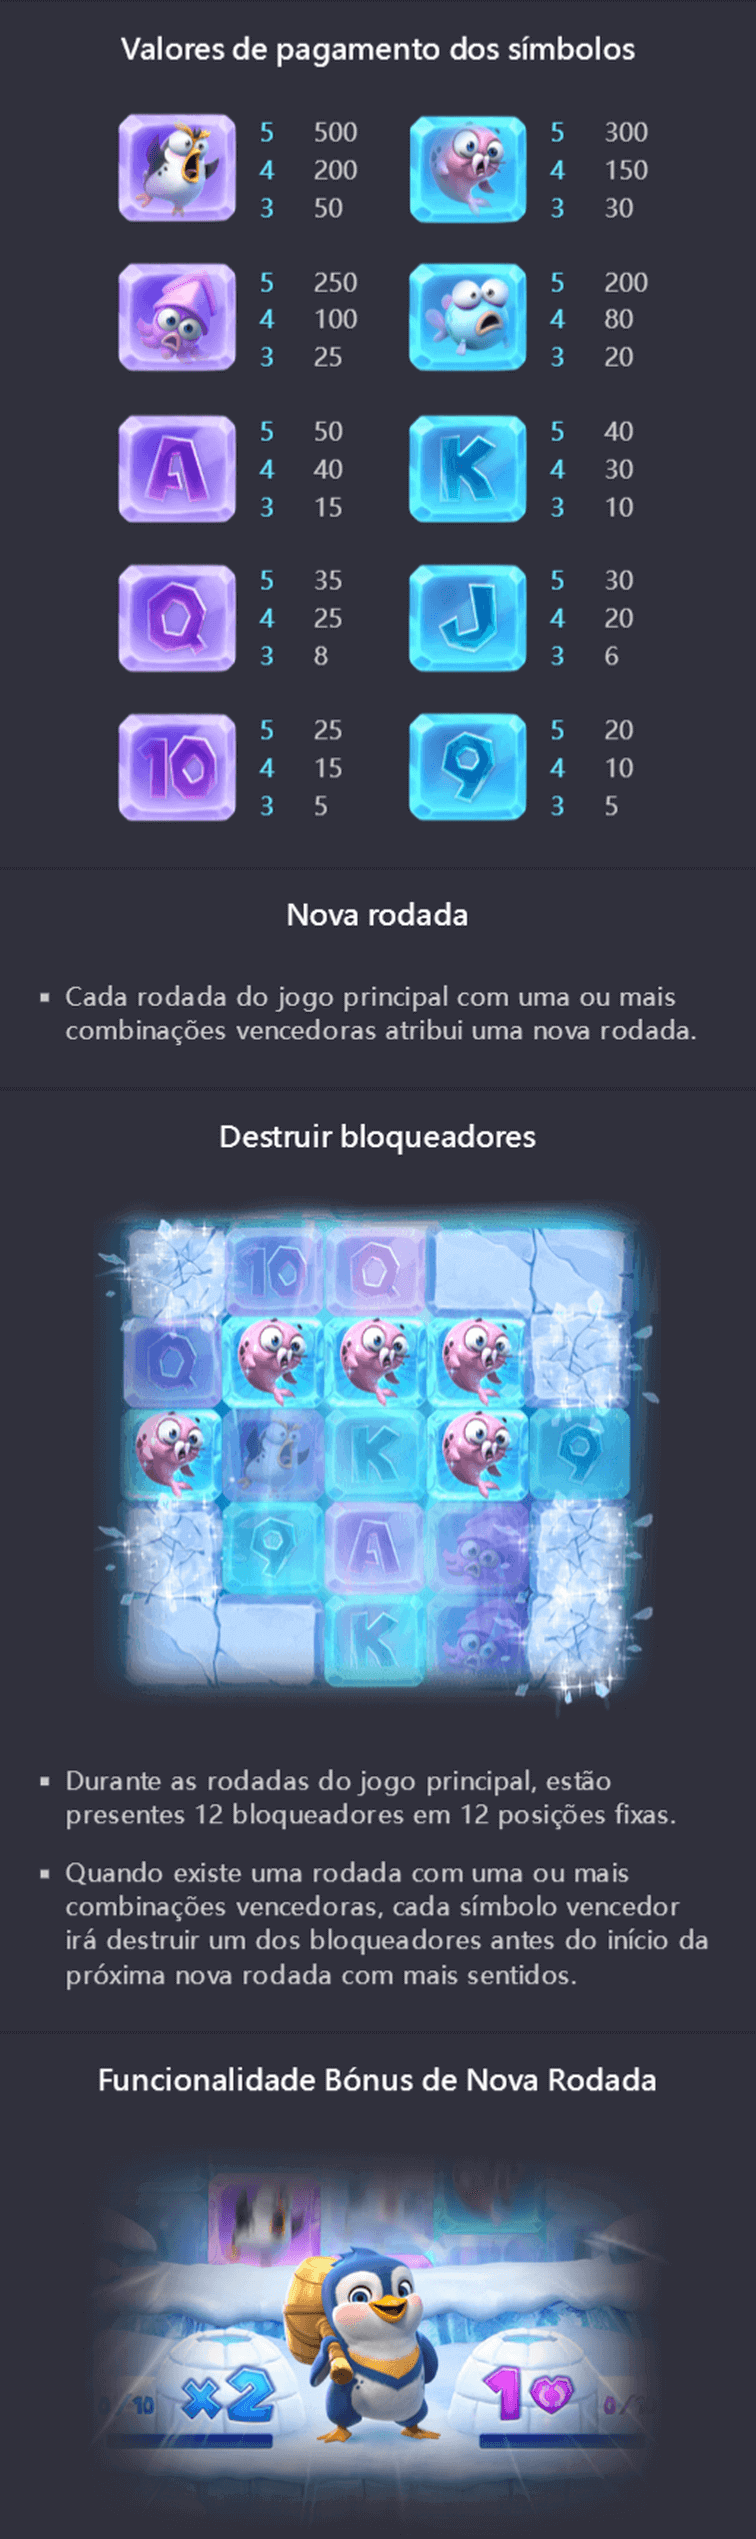 Valores de pagamento dos símbolos
5 500 5 300
4 200 4 150
3 50 3 30
5 250 5 200
4 100 4 80
3 25 3 20
A 5 50 K 5 40
4 40 4 30
3 15 3 10
Q 5 35 J 5 30
4 25 4 20
3 8 3 6
10 5 25 9 5 20
4 15 4 10
3 5 3 5
Nova rodada
▪ Cada rodada do jogo principal com uma ou mais
combinações vencedoras atribui uma nova rodada.
Destruir bloqueadores
10 Q
Q
K 9
9 A
K
▪ Durante as rodadas do jogo principal, estão
presentes 12 bloqueadores em 12 posições fixas.
▪ Quando existe uma rodada com uma ou mais
combinações vencedoras, cada símbolo vencedor
irá destruir um dos bloqueadores antes do início da
próxima nova rodada com mais sentidos.
Funcionalidade Bónus de Nova Rodada
/10 x2 1 0/